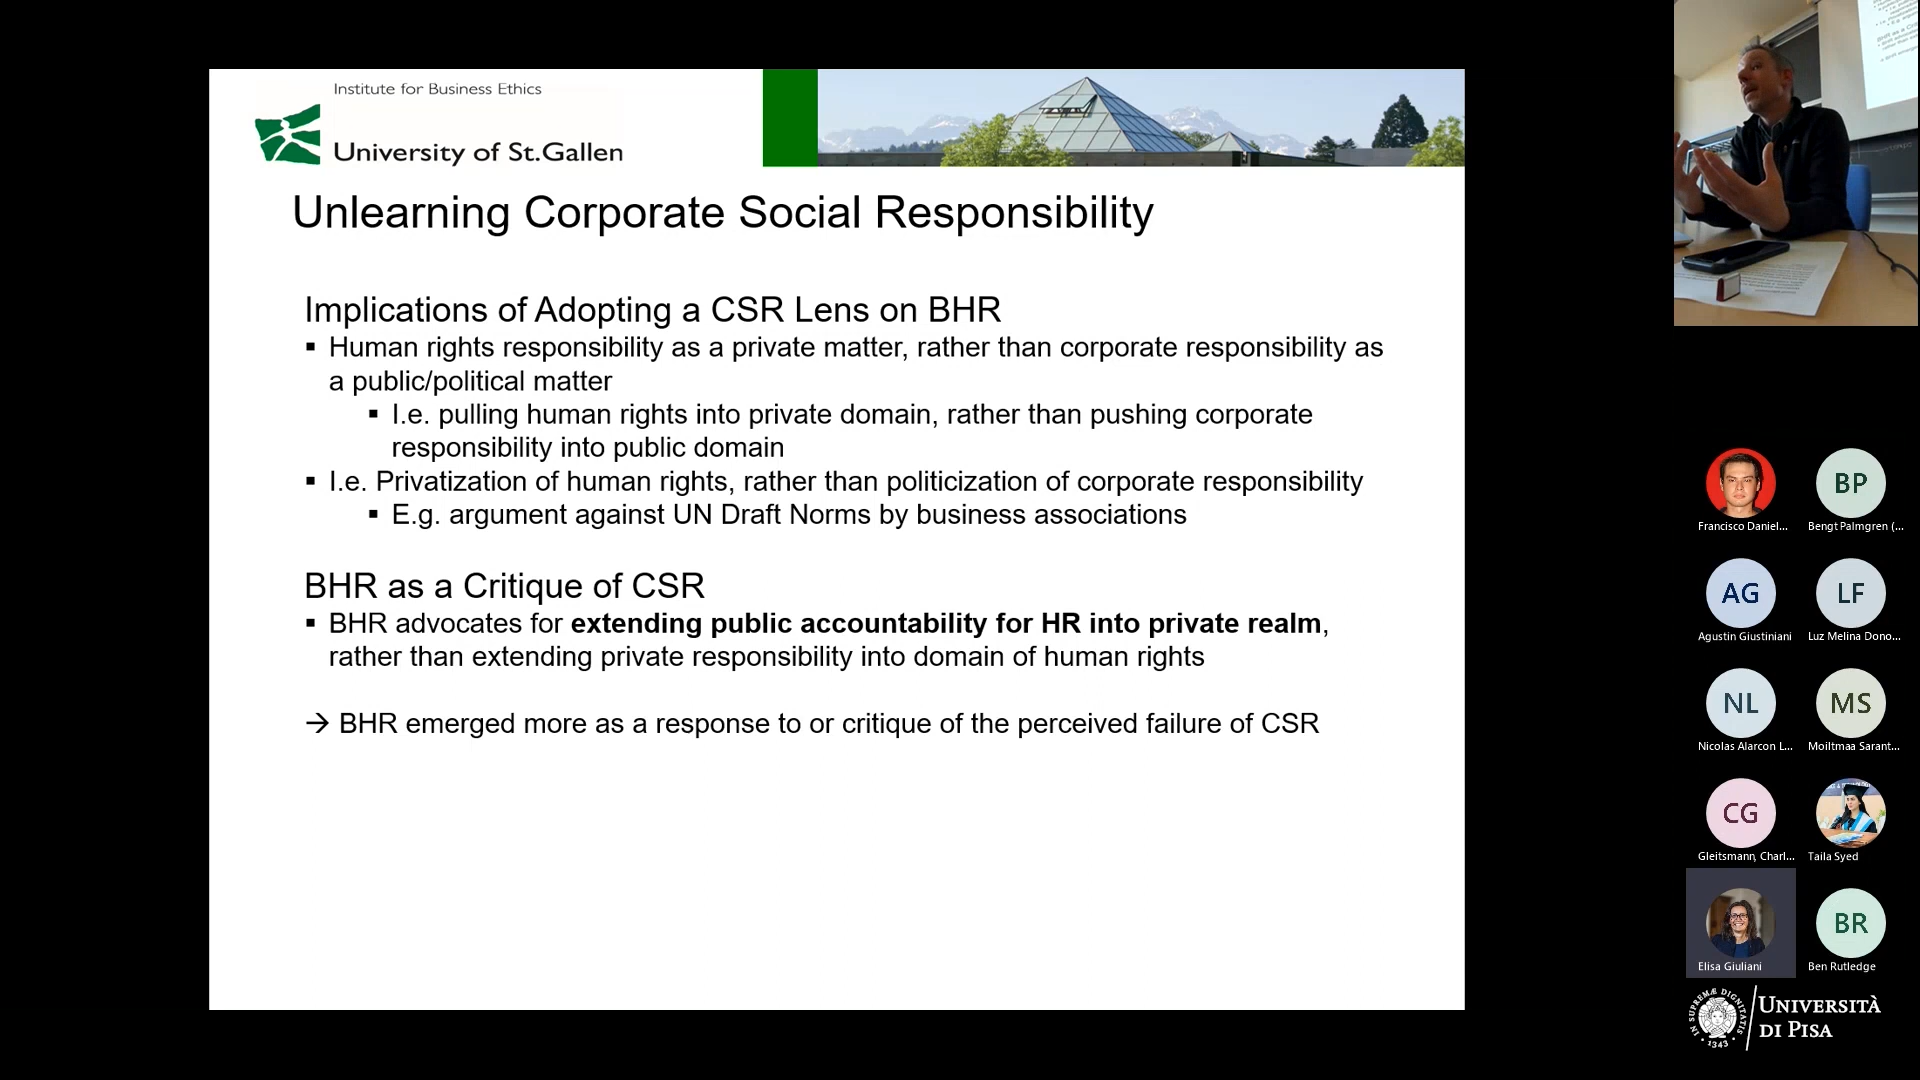 Institute for Business Ethics
University of St.Gallen
Unlearning Corporate Social Responsibility
Implications of Adopting a CSR Lens on BHR
▪ Human rights responsibility as a private matter, rather than corporate responsibility as
a public/political matter
▪ I.e. pulling human rights into private domain, rather than pushing corporate
responsibility into public domain
▪ I.e. Privatization of human rights, rather than politicization of corporate responsibility
▪ E.g. argument against UN Draft Norms by business associations
BHR as a Critique of CSR
▪ BHR advocates for extending public accountability for HR into private realm,
rather than extending private responsibility into domain of human rights
→ BHR emerged more as a response to or critique of the perceived failure of CSR
BP
Francisco Daniel...
Bengt Palmgren (...
AG
LF
Agustin Giustiniani
Luz Melina Dono...
NL
MS
Nicolas Alarcon L...
Moiltmaa Sarant...
CG
Gleitsmann, Charl...
Taila Syed
BR
Elisa Giuliani
Ben Rutledge
IN SUPREMÆ DIGNITATIS
1343
UNIVERSITÀ
DI PISA